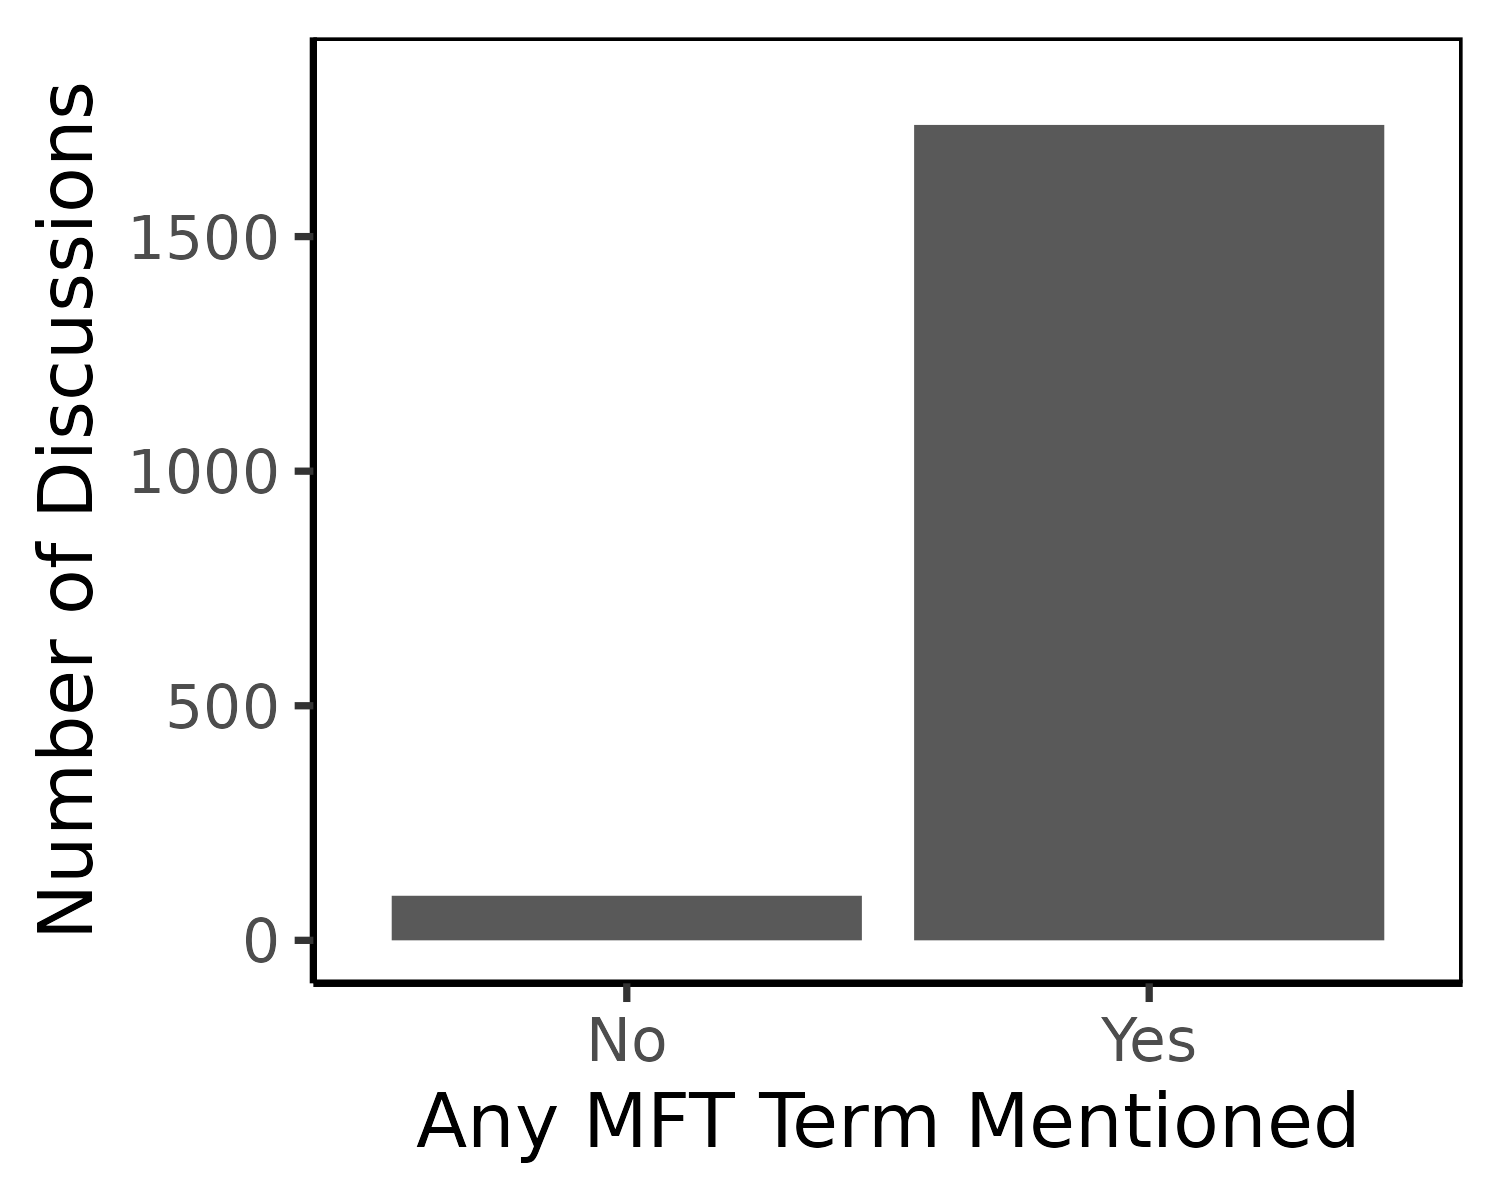 Number of Discussions
1500
1000
500
0
No
Yes
Any MFT Term Mentioned